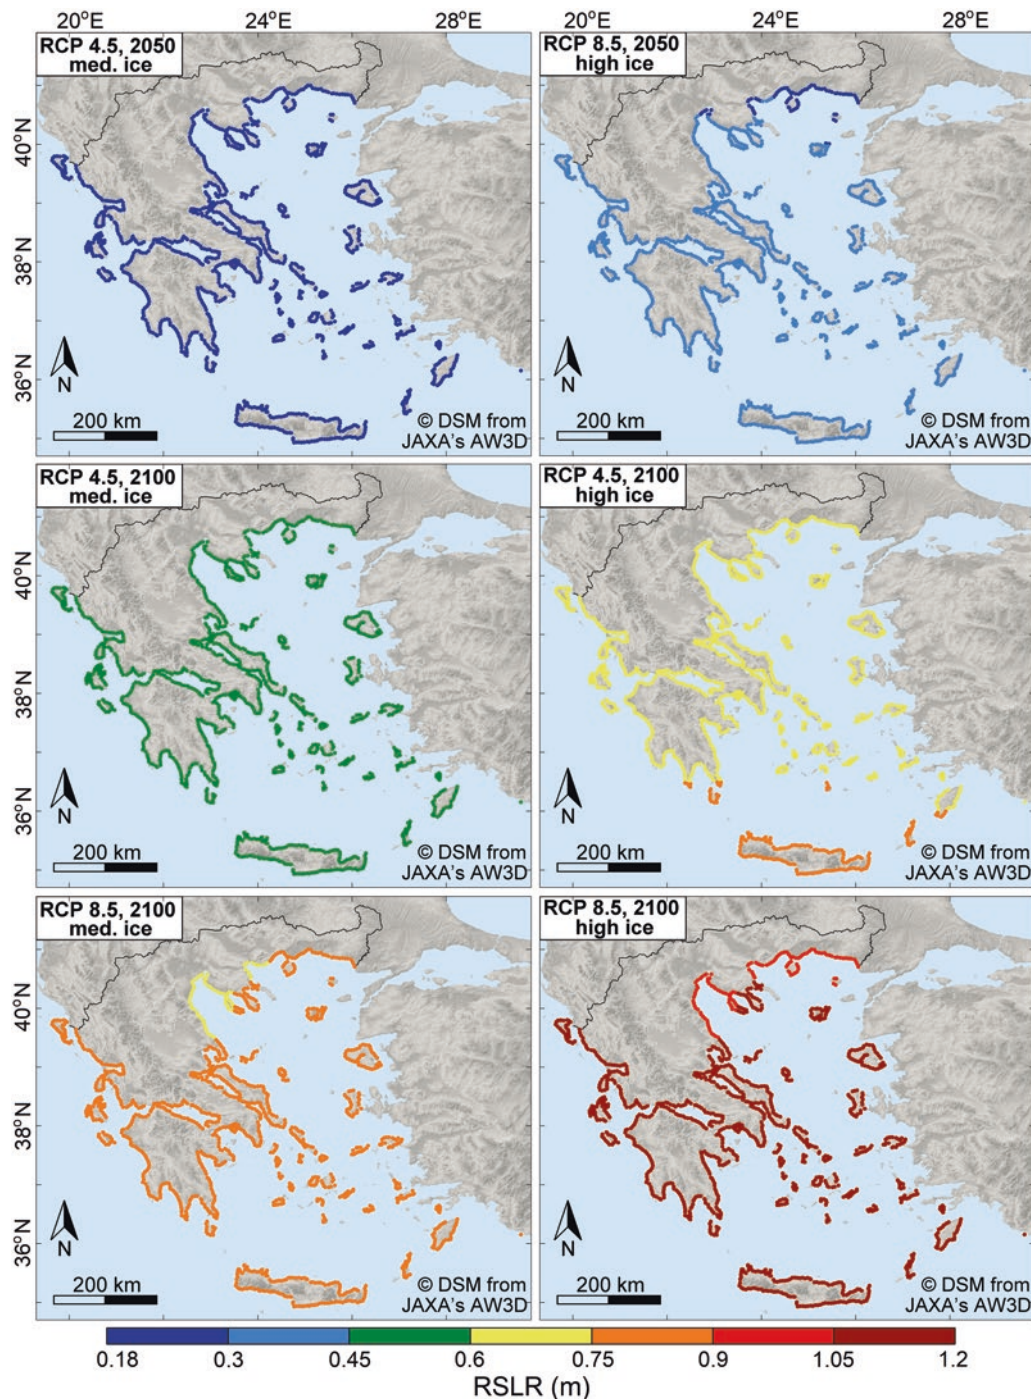 20°E 24°E 28°E 20°E 24°E 28°E
RCP 4.5, 2050
med. ice
40°N
38°N
36°N
N
200 km
© DSM from
JAXA's AW3D
RCP 8.5, 2050
high ice
N
200 km
© DSM from
JAXA's AW3D
RCP 4.5, 2100
med. ice
40°N
38°N
36°N
N
200 km
© DSM from
JAXA's AW3D
RCP 4.5, 2100
high ice
N
200 km
© DSM from
JAXA's AW3D
RCP 8.5, 2100
med. ice
40°N
38°N
36°N
N
200 km
© DSM from
JAXA's AW3D
RCP 8.5, 2100
high ice
N
200 km
© DSM from
JAXA's AW3D
0.18 0.3 0.45 0.6 0.75 0.9 1.05 1.2
RSLR (m)